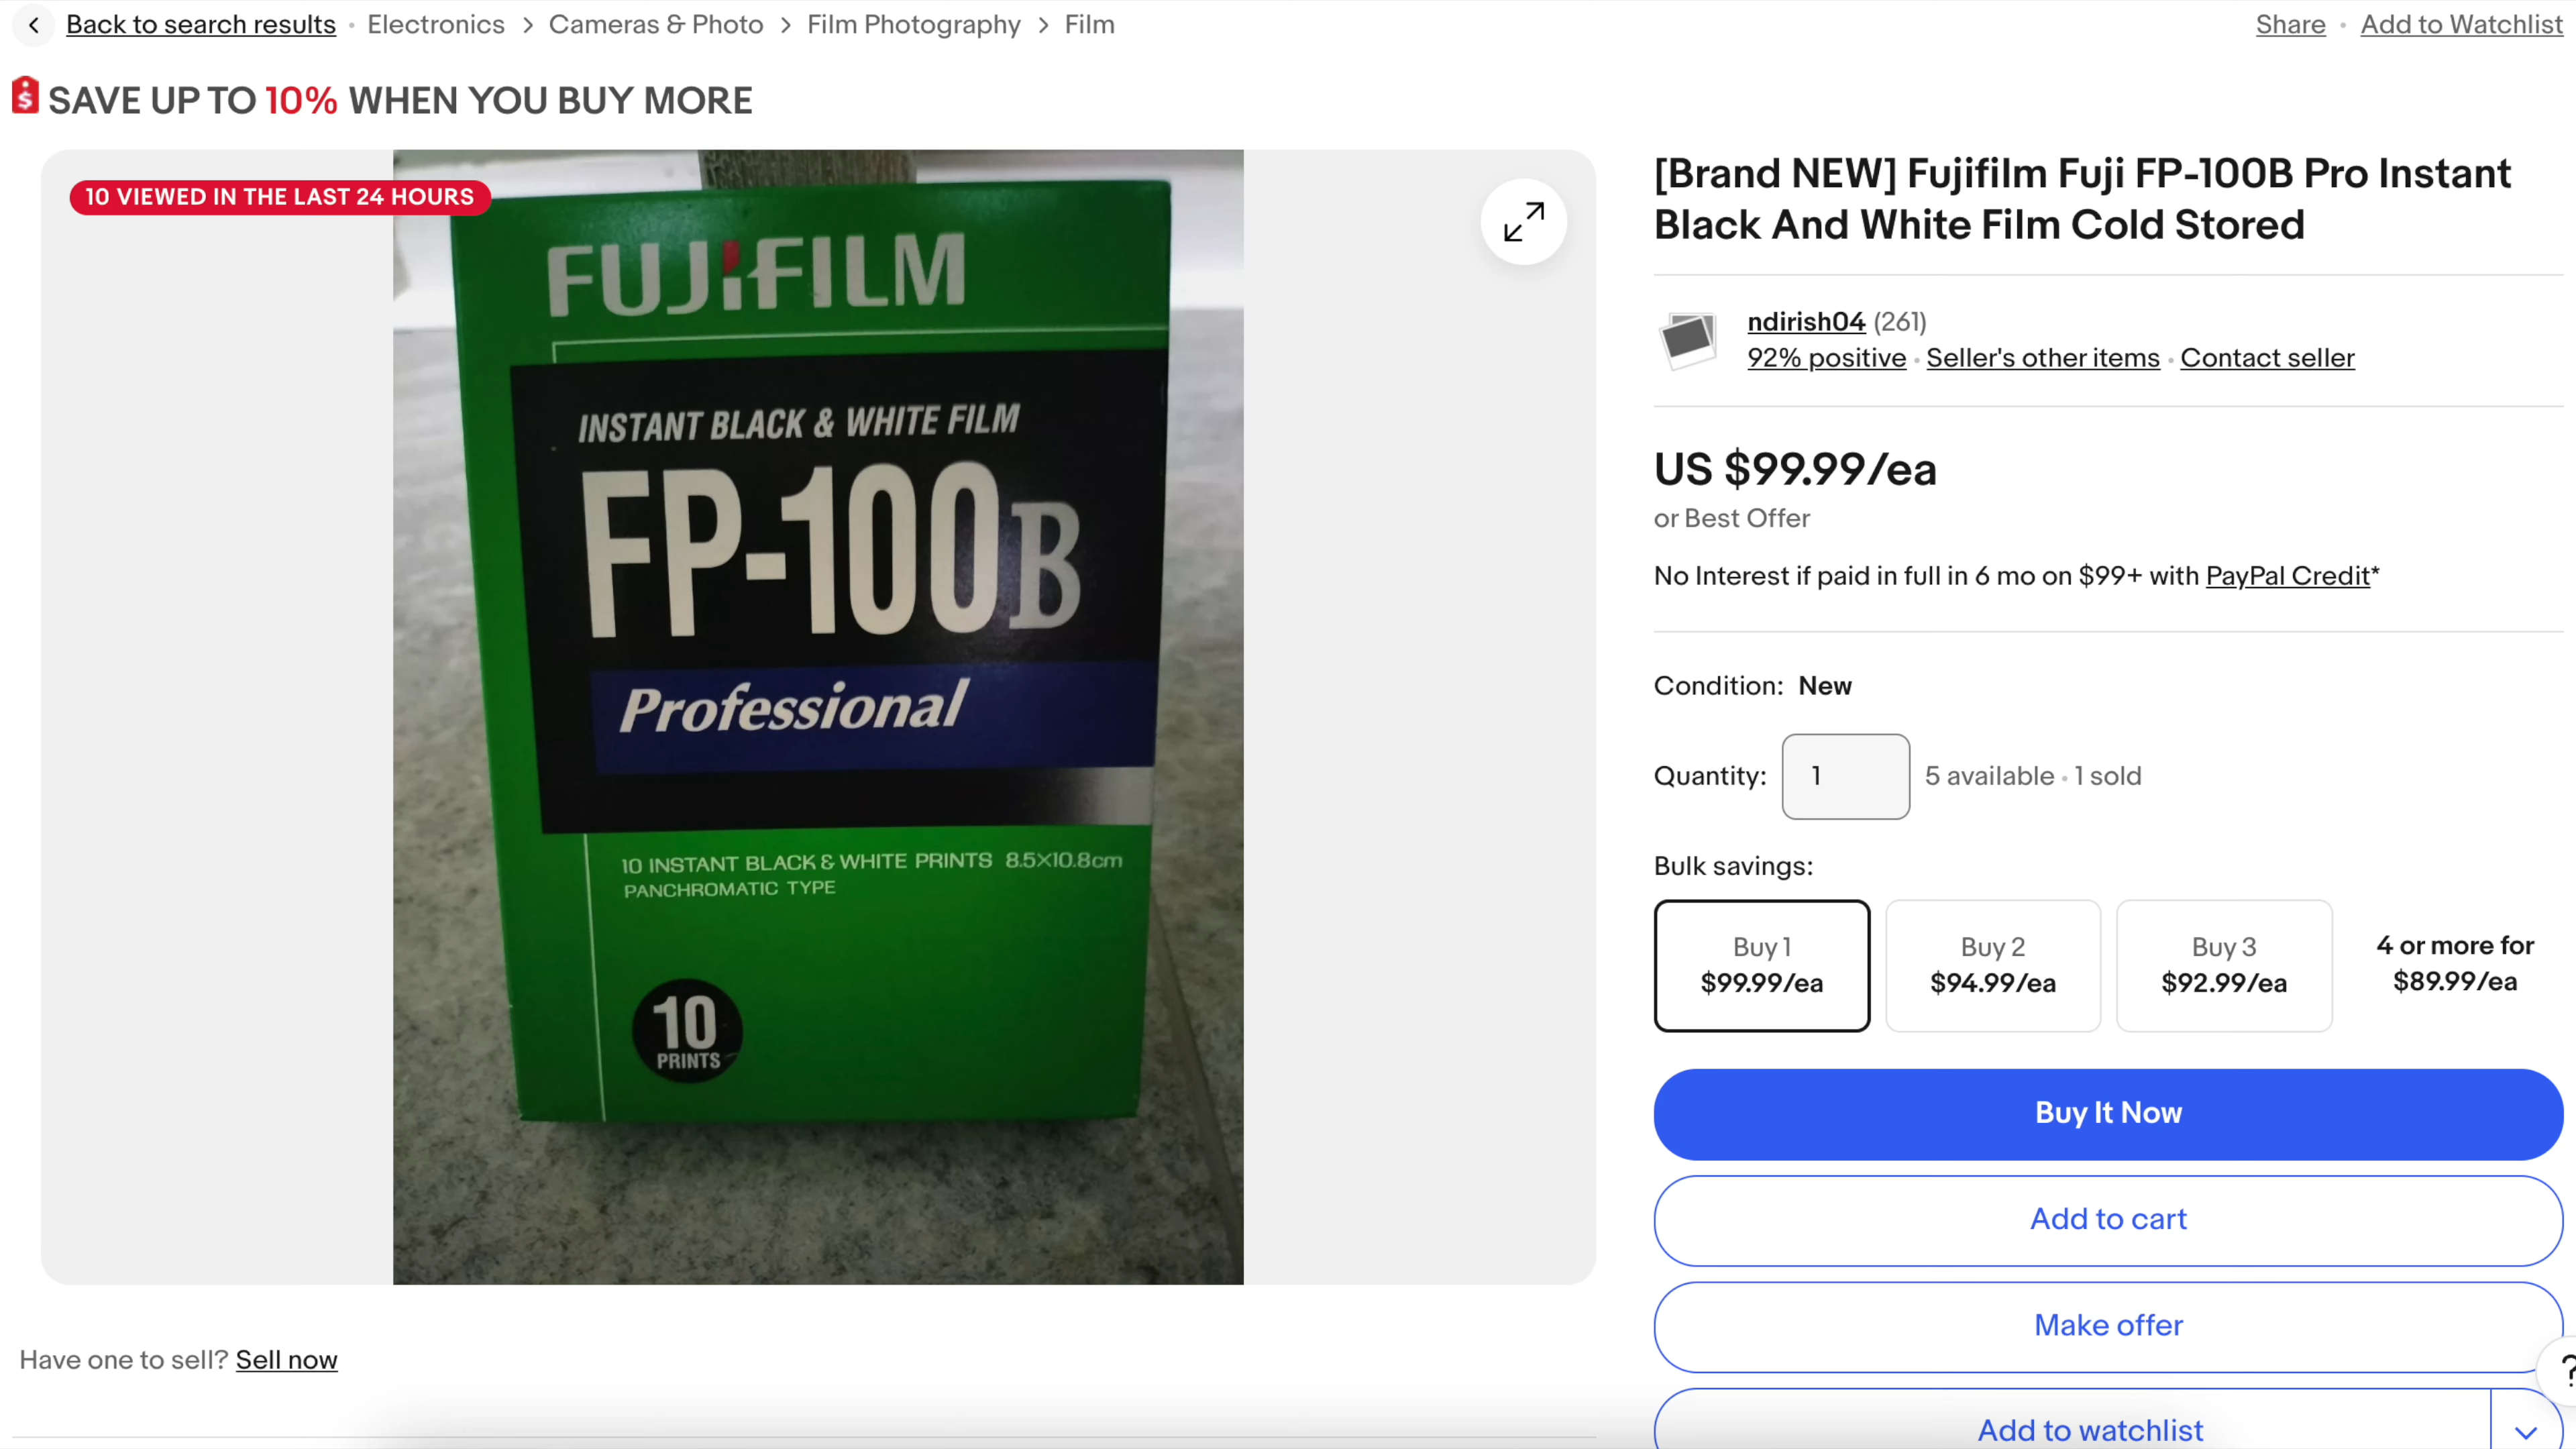 Back to search results • Electronics > Cameras & Photo > Film Photography > Film
Share • Add to Watchlist
$ SAVE UP TO 10% WHEN YOU BUY MORE
10 VIEWED IN THE LAST 24 HOURS
FUJIFILM
INSTANT BLACK & WHITE FILM
FP-100B
Professional
10 INSTANT BLACK & WHITE PRINTS 8.5×10.8cm
PANCHROMATIC TYPE
10
PRINTS
Have one to sell? Sell now
[Brand NEW] Fujifilm Fuji FP-100B Pro Instant
Black And White Film Cold Stored
ndirish04 (261)
92% positive • Seller's other items • Contact seller
US $99.99/ea
or Best Offer
No Interest if paid in full in 6 mo on $99+ with PayPal Credit*
Condition: New
Quantity: 1 5 available • 1 sold
Bulk savings:
Buy 1
$99.99/ea
Buy 2
$94.99/ea
Buy 3
$92.99/ea
4 or more for
$89.99/ea
Buy It Now
Add to cart
Make offer
?
Add to watchlist